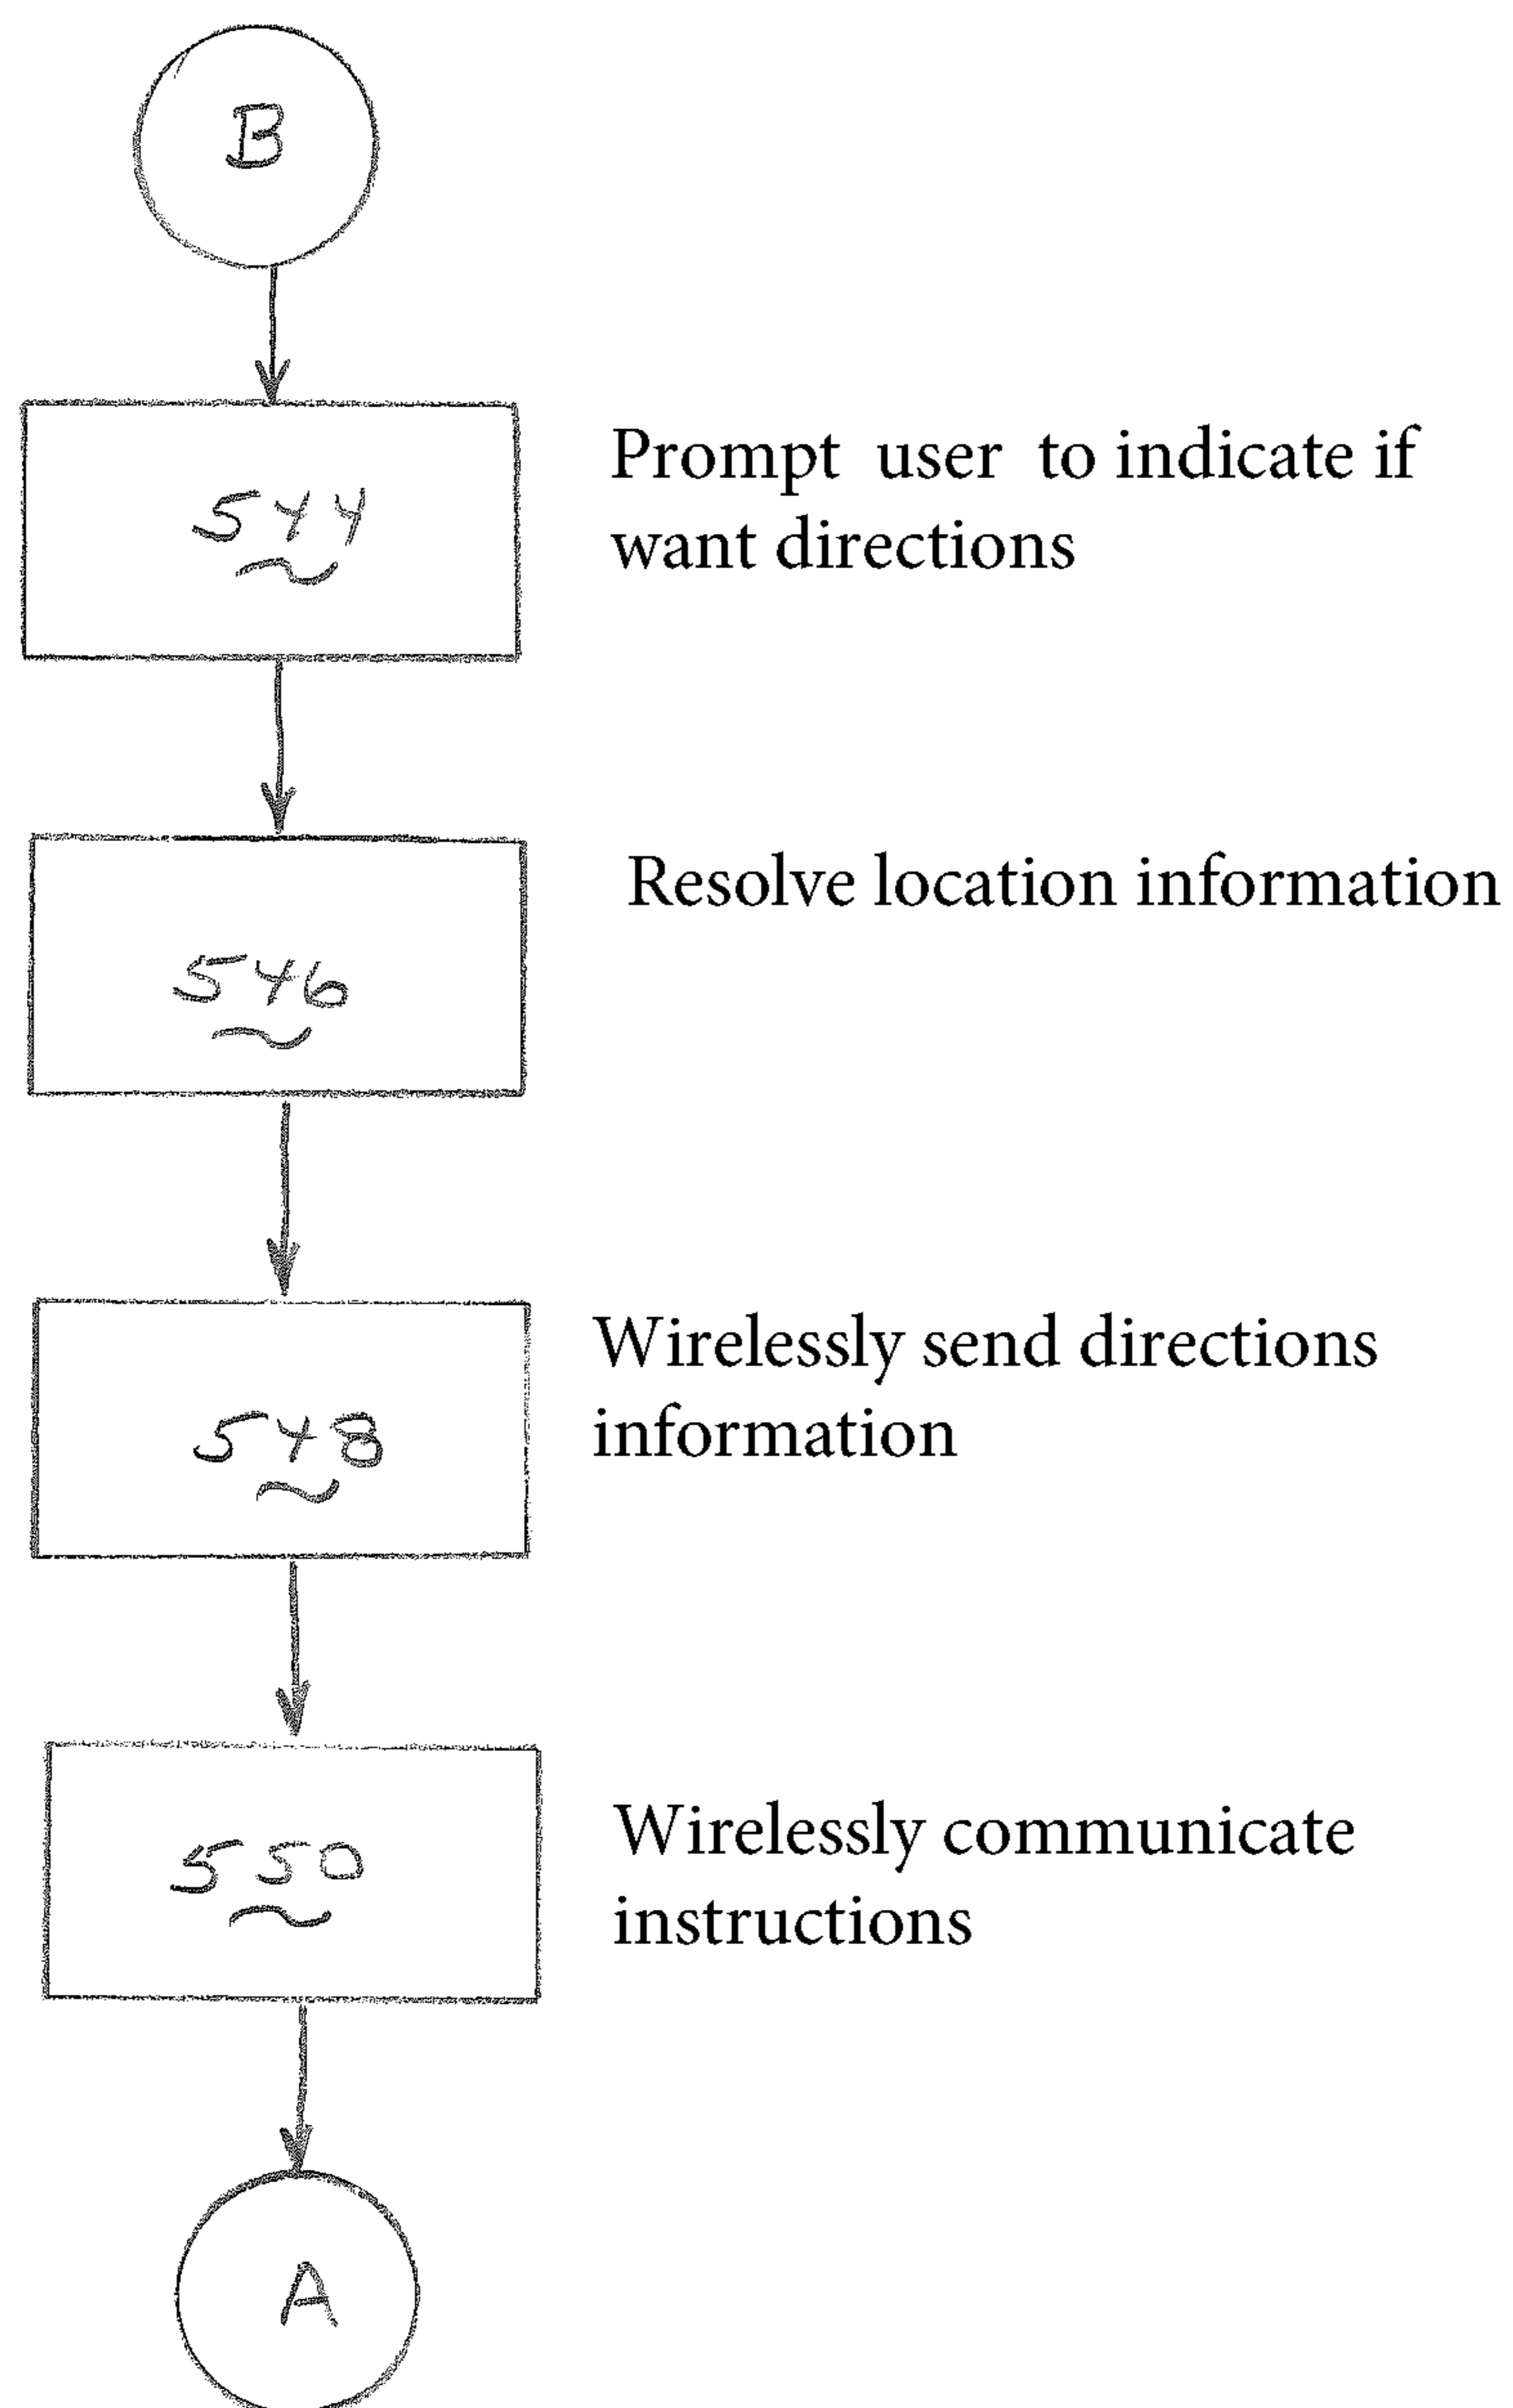 B
544
Prompt user to indicate if
want directions
Resolve location information
546
Wirelessly send directions
information
548
Wirelessly communicate
instructions
550
A